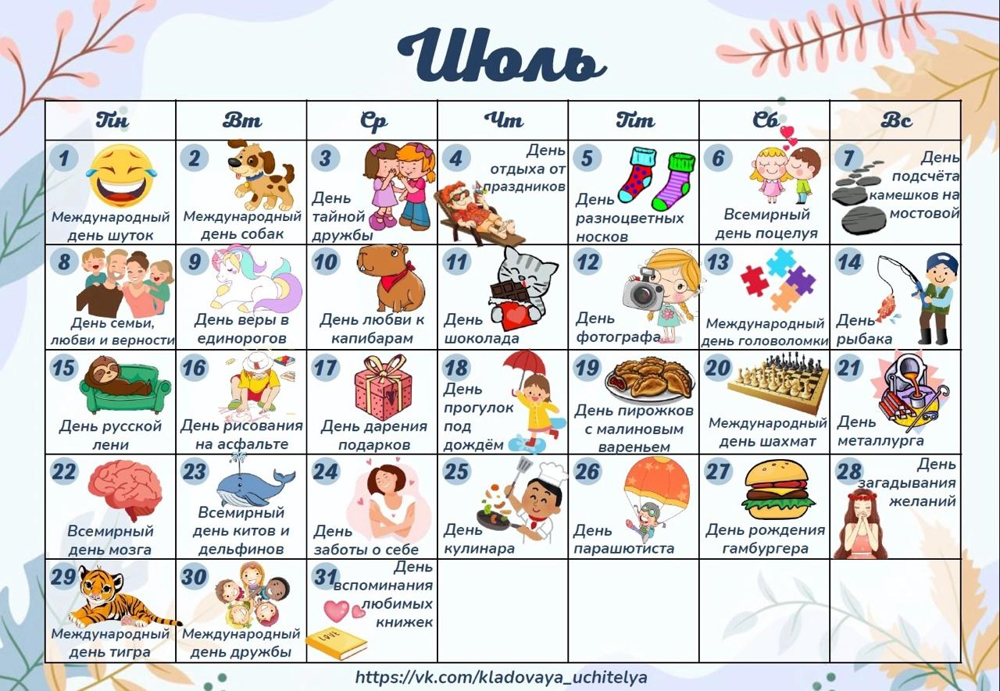 Июль
Пн
Вт
Ср
Чт
Пт
Сб
Вс
1
Международный
день шуток
2
Международный
день собак
3
День
тайной
дружбы
4
День
отдыха от
праздников
5
День
разноцветных
носков
6
Всемирный
день поцелуя
7
День
подсчёта
камешков на
мостовой
8
День семьи,
любви и верности
9
День веры в
единорогов
10
День любви к
капибарам
11
День
шоколада
12
День
фотографа
13
Международный
день головоломки
14
День
рыбака
15
День русской
лени
16
День рисования
на асфальте
17
День дарения
подарков
18
День
прогулок
под
дождём
19
День пирожков
с малиновым
вареньем
20
Международный
день шахмат
21
День
металлурга
22
Всемирный
день мозга
23
Всемирный
день китов и
дельфинов
24
День
заботы о себе
25
День
кулинара
26
День
парашютиста
27
День рождения
гамбургера
28
День
загадывания
желаний
29
Международный
день тигра
30
Международный
день дружбы
31
День
вспоминания
любимых
книжек
LOVE
https://vk.com/kladovaya_uchitelya